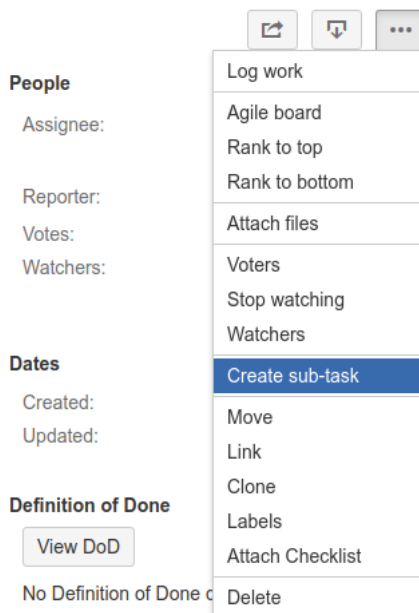 People
Assignee:
Reporter:
Votes:
Watchers:
Dates
Created:
Updated:
Definition of Done
View DoD
No Definition of Done
Log work
Agile board
Rank to top
Rank to bottom
Attach files
Voters
Stop watching
Watchers
Create sub-task
Move
Link
Clone
Labels
Attach Checklist
Delete